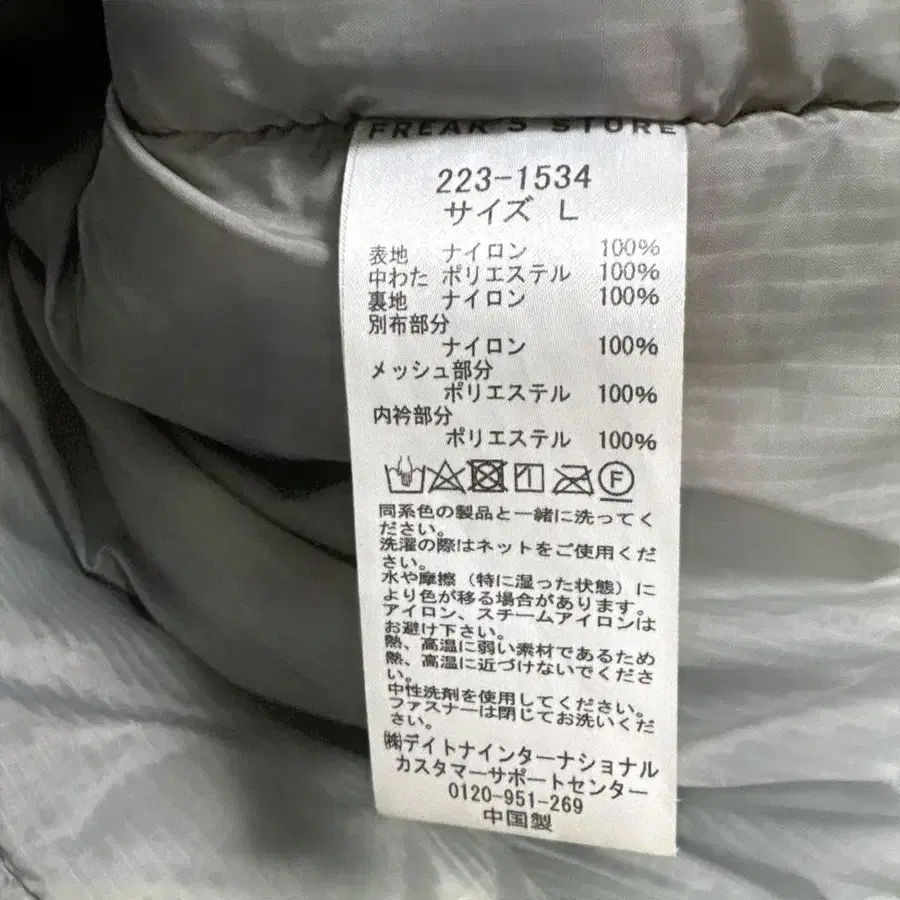 FREAK'S STORE
223-1534
サイズ L
表地 ナイロン 100%
中わた ポリエステル 100%
裏地 ナイロン 100%
別布部分
ナイロン 100%
メッシュ部分
ポリエステル 100%
内衿部分
ポリエステル 100%
F
同系色の製品と一緒に洗ってく
ださい。
洗濯の際はネットをご使用くだ
さい。
水や摩擦(特に湿った状態)に
より色が移る場合があります。
アイロン、スチームアイロンは
お避け下さい。
熱、高温に弱い素材であるため
熱、高温に近づけないでくださ
い。
中性洗剤を使用してください。
ファスナーは閉じてお洗いくだ
さい。
㈱デイトナインターナショナル
カスタマーサポートセンター
0120-951-269
中国製